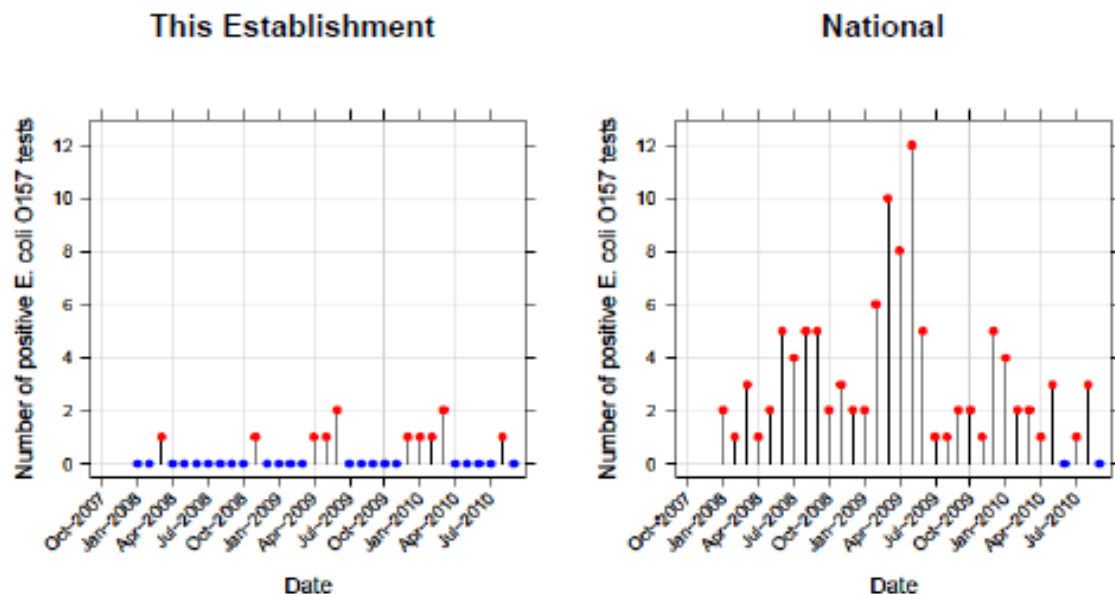 This Establishment
Number of positive E. coli O157 tests
12
10
8
6
4
2
0
Oct-2007
Jan-2008
Apr-2008
Jul-2008
Oct-2008
Jan-2009
Apr-2009
Jul-2009
Oct-2009
Jan-2010
Apr-2010
Jul-2010
Date
National
Number of positive E. coli O157 tests
12
10
8
6
4
2
0
Oct-2007
Jan-2008
Apr-2008
Jul-2008
Oct-2008
Jan-2009
Apr-2009
Jul-2009
Oct-2009
Jan-2010
Apr-2010
Jul-2010
Date